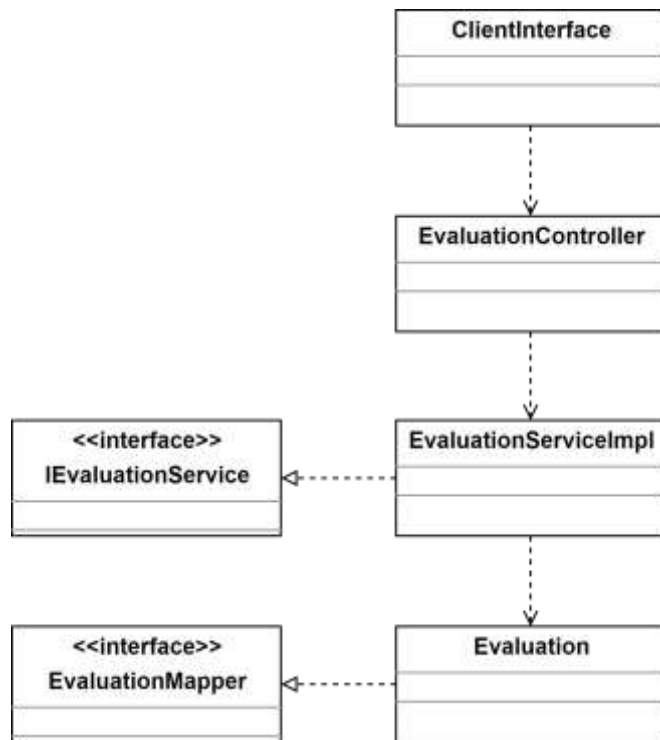 ClientInterface
EvaluationController
<<interface>>
IEvaluationService
EvaluationServiceImpl
<<interface>>
EvaluationMapper
Evaluation